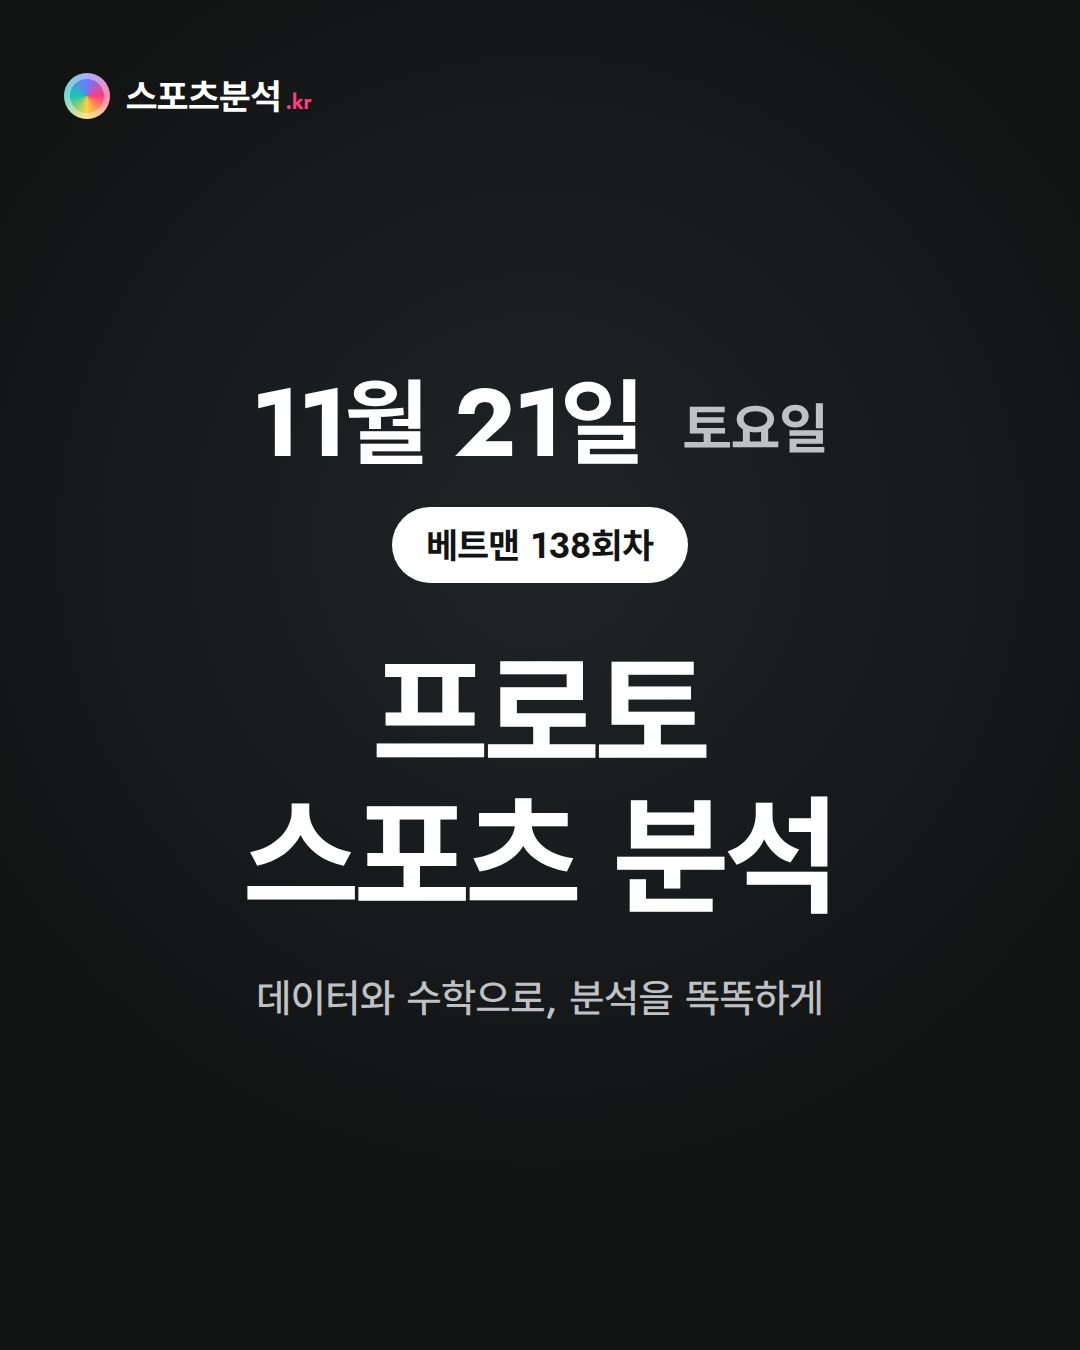 스포츠분석.kr
11월 21일 토요일
베트맨 138회차
프로토
스포츠 분석
데이터와 수학으로, 분석을 똑똑하게